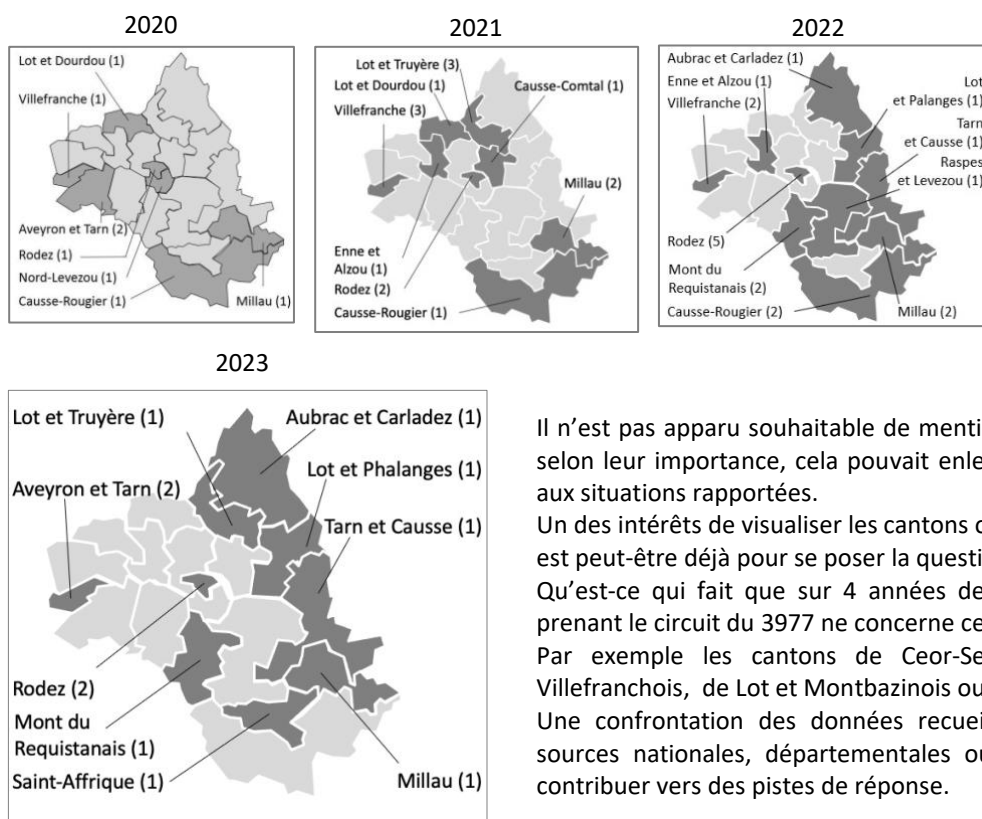 2020
2021
2022
Lot et Dourdou (1)
Villefranche (1)
Aveyron et Tarn (2)
Rodez (1)
Nord-Levezou (1)
Causse-Rougier (1)
Millau (1)
Lot et Truyère (3)
Lot et Dourdou (1)
Causse-Comtal (1)
Villefranche (3)
Millau (2)
Enne et
Alzou (1)
Rodez (2)
Causse-Rougier (1)
Aubrac et Carladez (1)
Enne et Alzou (1)
Villefranche (2)
Lot
et Palanges (1)
Tarn
et Causse (1)
Raspes
et Levezou (1)
Rodez (5)
Mont du
Requistanais (2)
Causse-Rougier (2)
Millau (2)
2023
Lot et Truyère (1)
Aubrac et Carladez (1)
Lot et Phalanges (1)
Aveyron et Tarn (2)
Tarn et Causse (1)
Rodez (2)
Mont du
Requistanais (1)
Saint-Affrique (1)
Millau (1)
Il n’est pas apparu souhaitable de menti
selon leur importance, cela pouvait enle
aux situations rapportées.
Un des intérêts de visualiser les cantons
est peut-être déjà pour se poser la questi
Qu’est-ce qui fait que sur 4 années de
prenant le circuit du 3977 ne concerne ce
Par exemple les cantons de Ceor-Se
Villefranchois, de Lot et Montbazinois ou
Une confrontation des données recuei
sources nationales, départementales ou
contribuer vers des pistes de réponse.